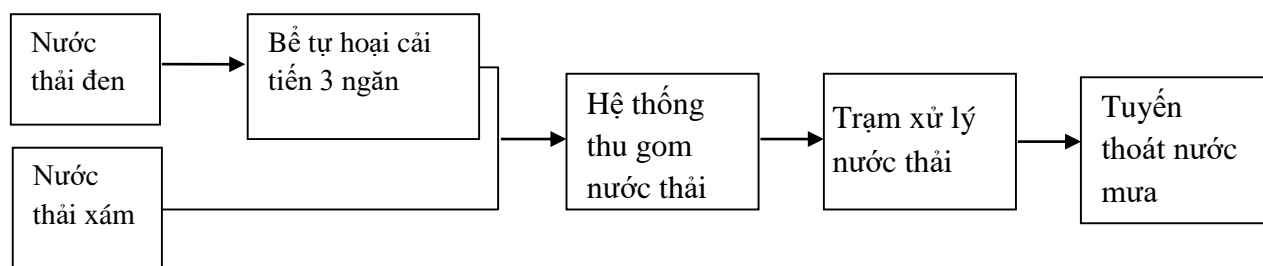 Nước
thải đen
Bể tự hoại cải
tiến 3 ngăn
Nước
thải xám
Hệ thống
thu gom
nước thải
Trạm xử lý
nước thải
Tuyến
thoát nước
mưa